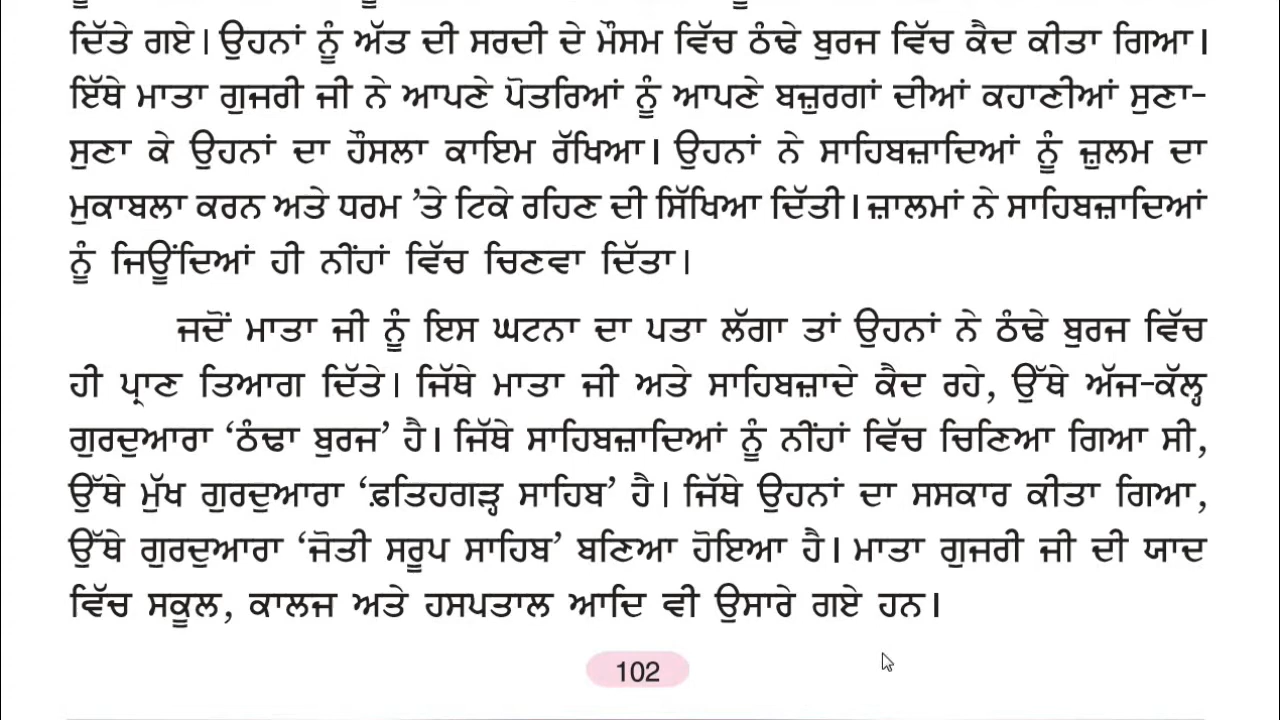 ਦਿੱਤੇ ਗਏ। ਉਹਨਾਂ ਨੂੰ ਅੱਤ ਦੀ ਸਰਦੀ ਦੇ ਮੌਸਮ ਵਿੱਚ ਠੰਢੇ ਬੁਰਜ ਵਿੱਚ ਕੈਦ ਕੀਤਾ ਗਿਆ।
ਇੱਥੇ ਮਾਤਾ ਗੁਜਰੀ ਜੀ ਨੇ ਆਪਣੇ ਪੋਤਰਿਆਂ ਨੂੰ ਆਪਣੇ ਬਜ਼ੁਰਗਾਂ ਦੀਆਂ ਕਹਾਣੀਆਂ ਸੁਣਾ-
ਸੁਣਾ ਕੇ ਉਹਨਾਂ ਦਾ ਹੌਸਲਾ ਕਾਇਮ ਰੱਖਿਆ। ਉਹਨਾਂ ਨੇ ਸਾਹਿਬਜ਼ਾਦਿਆਂ ਨੂੰ ਜ਼ੁਲਮ ਦਾ
ਮੁਕਾਬਲਾ ਕਰਨ ਅਤੇ ਧਰਮ ’ਤੇ ਟਿਕੇ ਰਹਿਣ ਦੀ ਸਿੱਖਿਆ ਦਿੱਤੀ। ਜ਼ਾਲਮਾਂ ਨੇ ਸਾਹਿਬਜ਼ਾਦਿਆਂ
ਨੂੰ ਜਿਊਂਦਿਆਂ ਹੀ ਨੀਂਹਾਂ ਵਿੱਚ ਚਿਣਵਾ ਦਿੱਤਾ।
ਜਦੋਂ ਮਾਤਾ ਜੀ ਨੂੰ ਇਸ ਘਟਨਾ ਦਾ ਪਤਾ ਲੱਗਾ ਤਾਂ ਉਹਨਾਂ ਨੇ ਠੰਢੇ ਬੁਰਜ ਵਿੱਚ
ਹੀ ਪ੍ਰਾਣ ਤਿਆਗ ਦਿੱਤੇ। ਜਿੱਥੇ ਮਾਤਾ ਜੀ ਅਤੇ ਸਾਹਿਬਜ਼ਾਦੇ ਕੈਦ ਰਹੇ, ਉੱਥੇ ਅੱਜ-ਕੱਲ੍ਹ
ਗੁਰਦੁਆਰਾ ‘ਠੰਢਾ ਬੁਰਜ’ ਹੈ। ਜਿੱਥੇ ਸਾਹਿਬਜ਼ਾਦਿਆਂ ਨੂੰ ਨੀਂਹਾਂ ਵਿੱਚ ਚਿਣਿਆ ਗਿਆ ਸੀ,
ਉੱਥੇ ਮੁੱਖ ਗੁਰਦੁਆਰਾ ‘ਫ਼ਤਿਹਗੜ੍ਹ ਸਾਹਿਬ’ ਹੈ। ਜਿੱਥੇ ਉਹਨਾਂ ਦਾ ਸਸਕਾਰ ਕੀਤਾ ਗਿਆ,
ਉੱਥੇ ਗੁਰਦੁਆਰਾ ‘ਜੋਤੀ ਸਰੂਪ ਸਾਹਿਬ’ ਬਣਿਆ ਹੋਇਆ ਹੈ। ਮਾਤਾ ਗੁਜਰੀ ਜੀ ਦੀ ਯਾਦ
ਵਿੱਚ ਸਕੂਲ, ਕਾਲਜ ਅਤੇ ਹਸਪਤਾਲ ਆਦਿ ਵੀ ਉਸਾਰੇ ਗਏ ਹਨ।
102